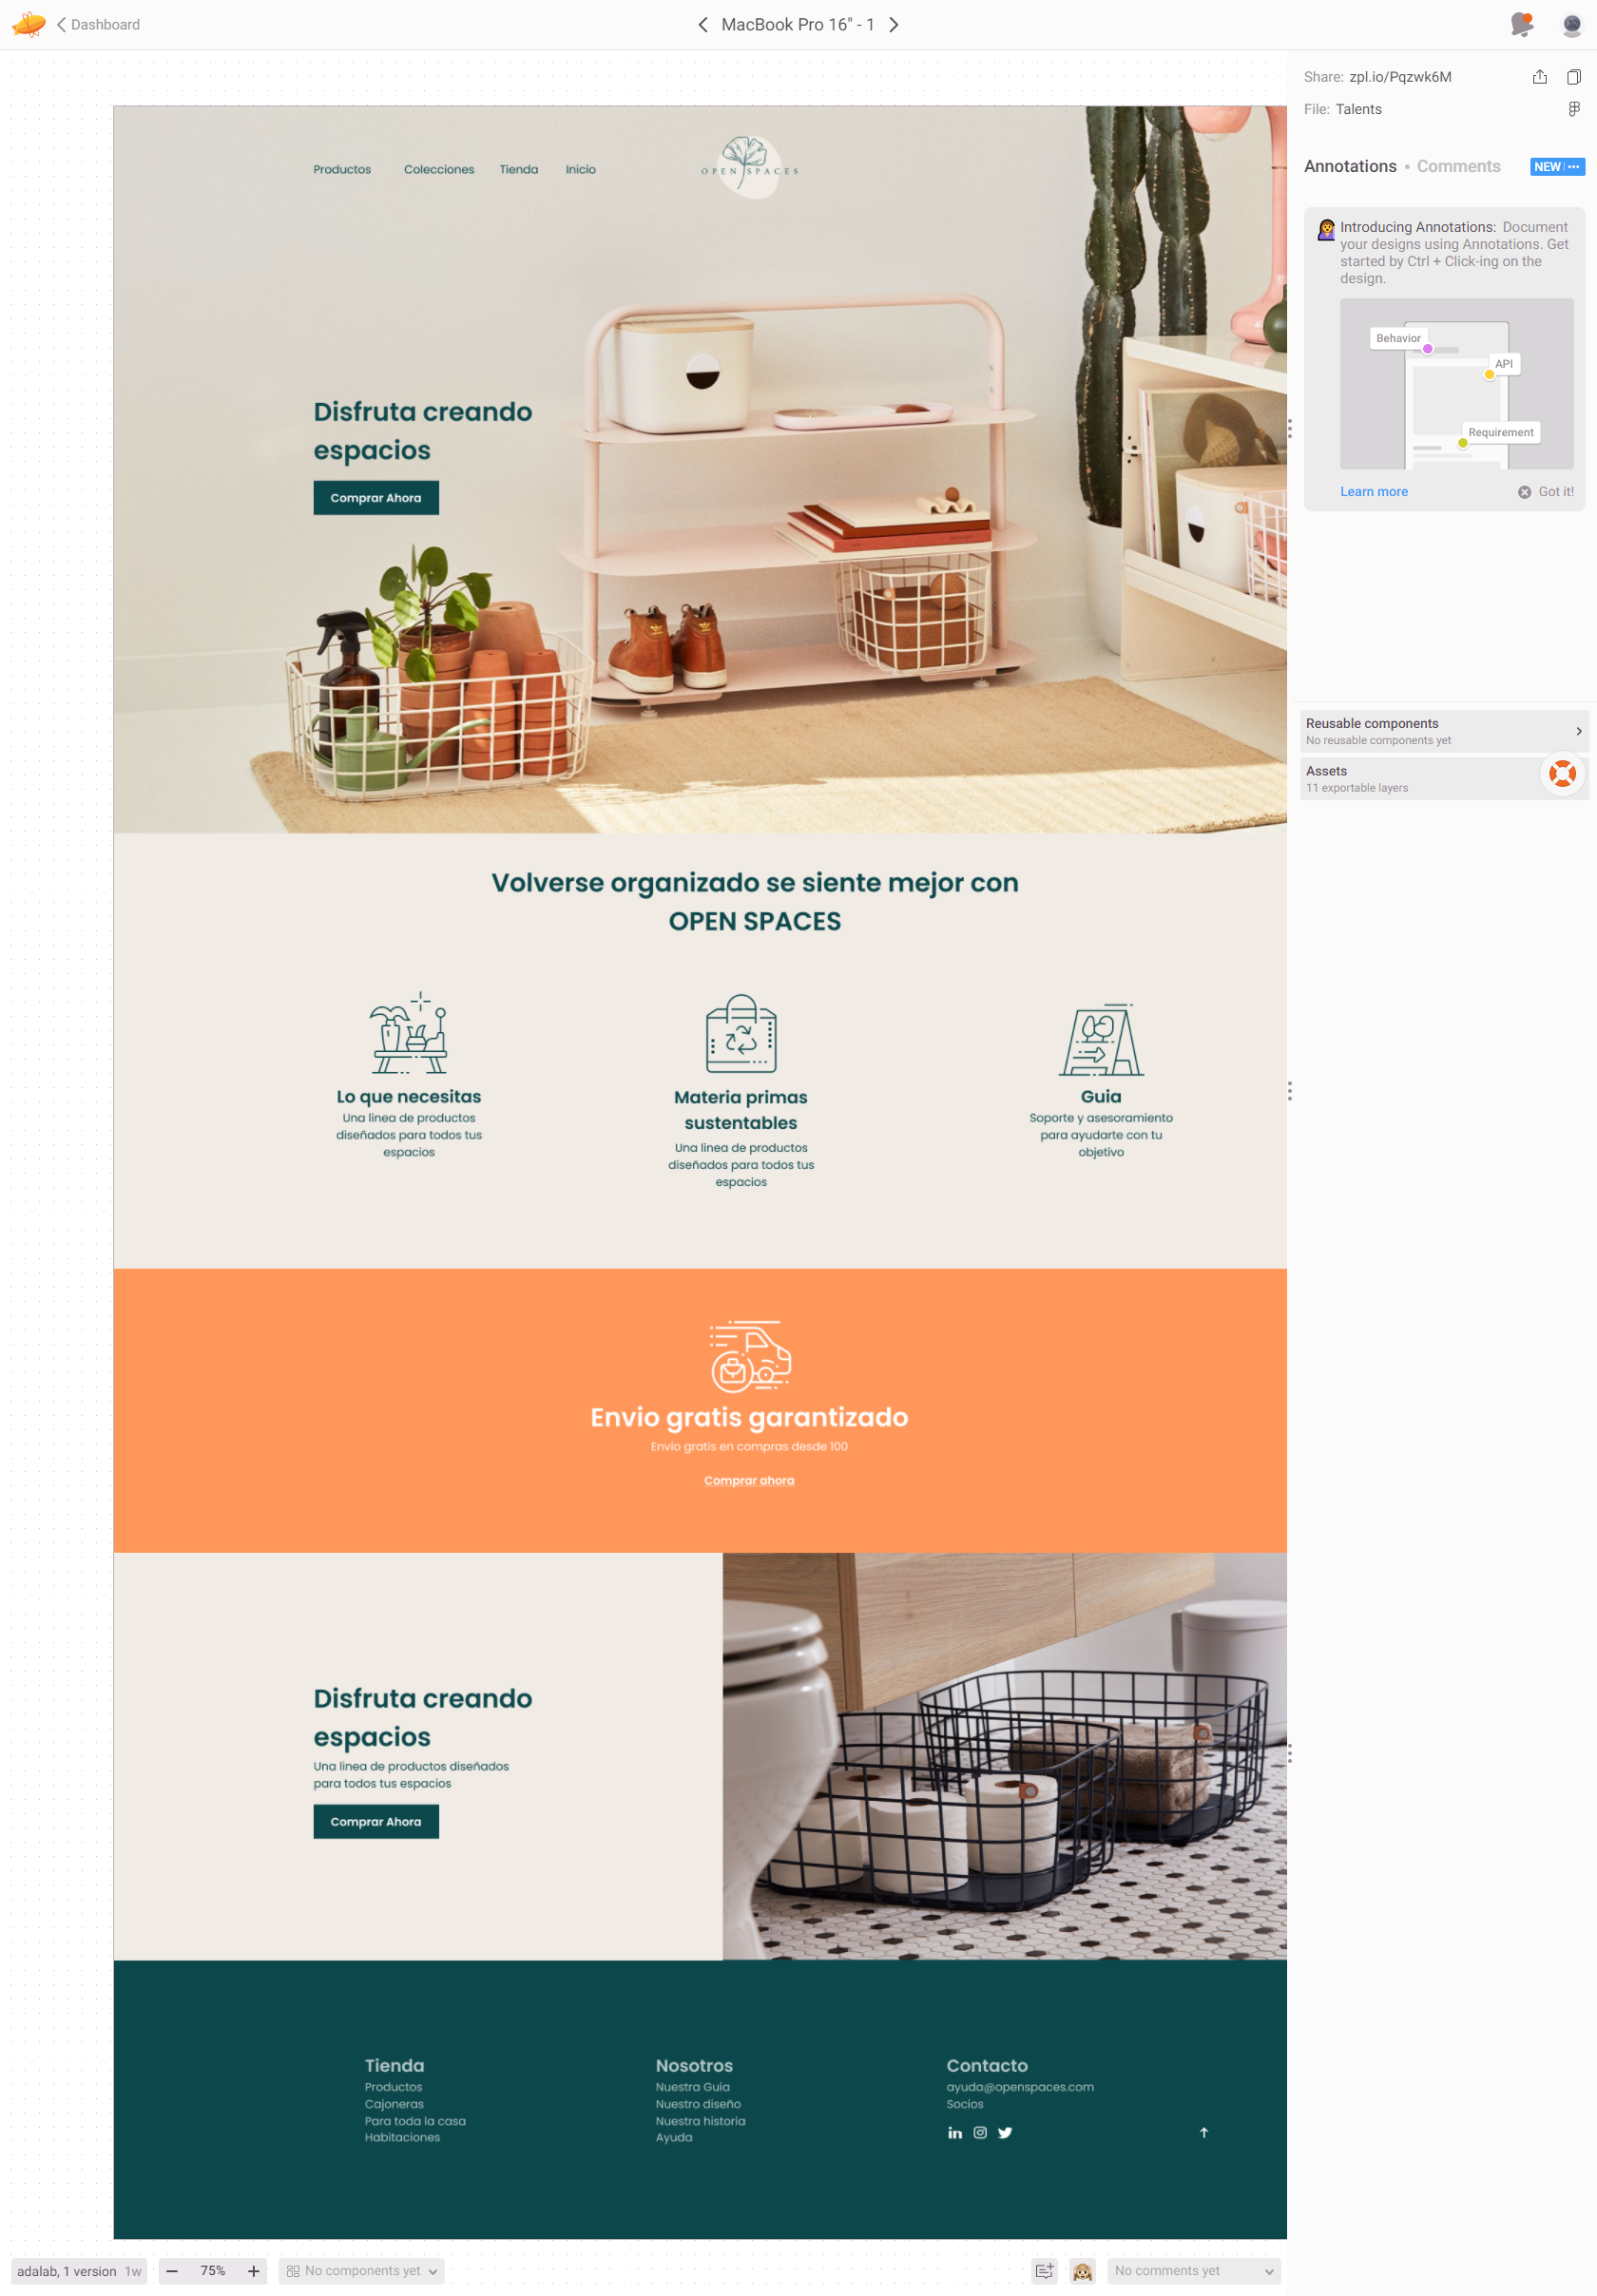 Dashboard
MacBook Pro 16" - 1
Share: zpl.io/Pqzwk6M
File: Talents
Annotations • Comments
NEW
Introducing Annotations: Document
your designs using Annotations. Get
started by Ctrl + Click-ing on the
design.
Behavior
API
Requirement
Learn more
Got it!
Reusable components
No reusable components yet
Assets
11 exportable layers
Productos
Colecciones
Tienda
Inicio
OPEN SPACES
Disfruta creando
espacios
Comprar Ahora
Volverse organizado se siente mejor con
OPEN SPACES
Lo que necesitas
Una linea de productos
diseñados para todos tus
espacios
Materia primas
sustentables
Una linea de productos
diseñados para todos tus
espacios
Guia
Soporte y asesoramiento
para ayudarte con tu
objetivo
Envio gratis garantizado
Envío gratis en compras desde 100
Comprar ahora
Disfruta creando
espacios
Una linea de productos diseñados
para todos tus espacios
Comprar Ahora
Tienda
Productos
Cajoneras
Para toda la casa
Habitaciones
Nosotros
Nuestra Guia
Nuestro diseño
Nuestra historia
Ayuda
Contacto
ayuda@openspaces.com
Socios
in
adalab, 1 version 1w
75%
No components yet
No comments yet